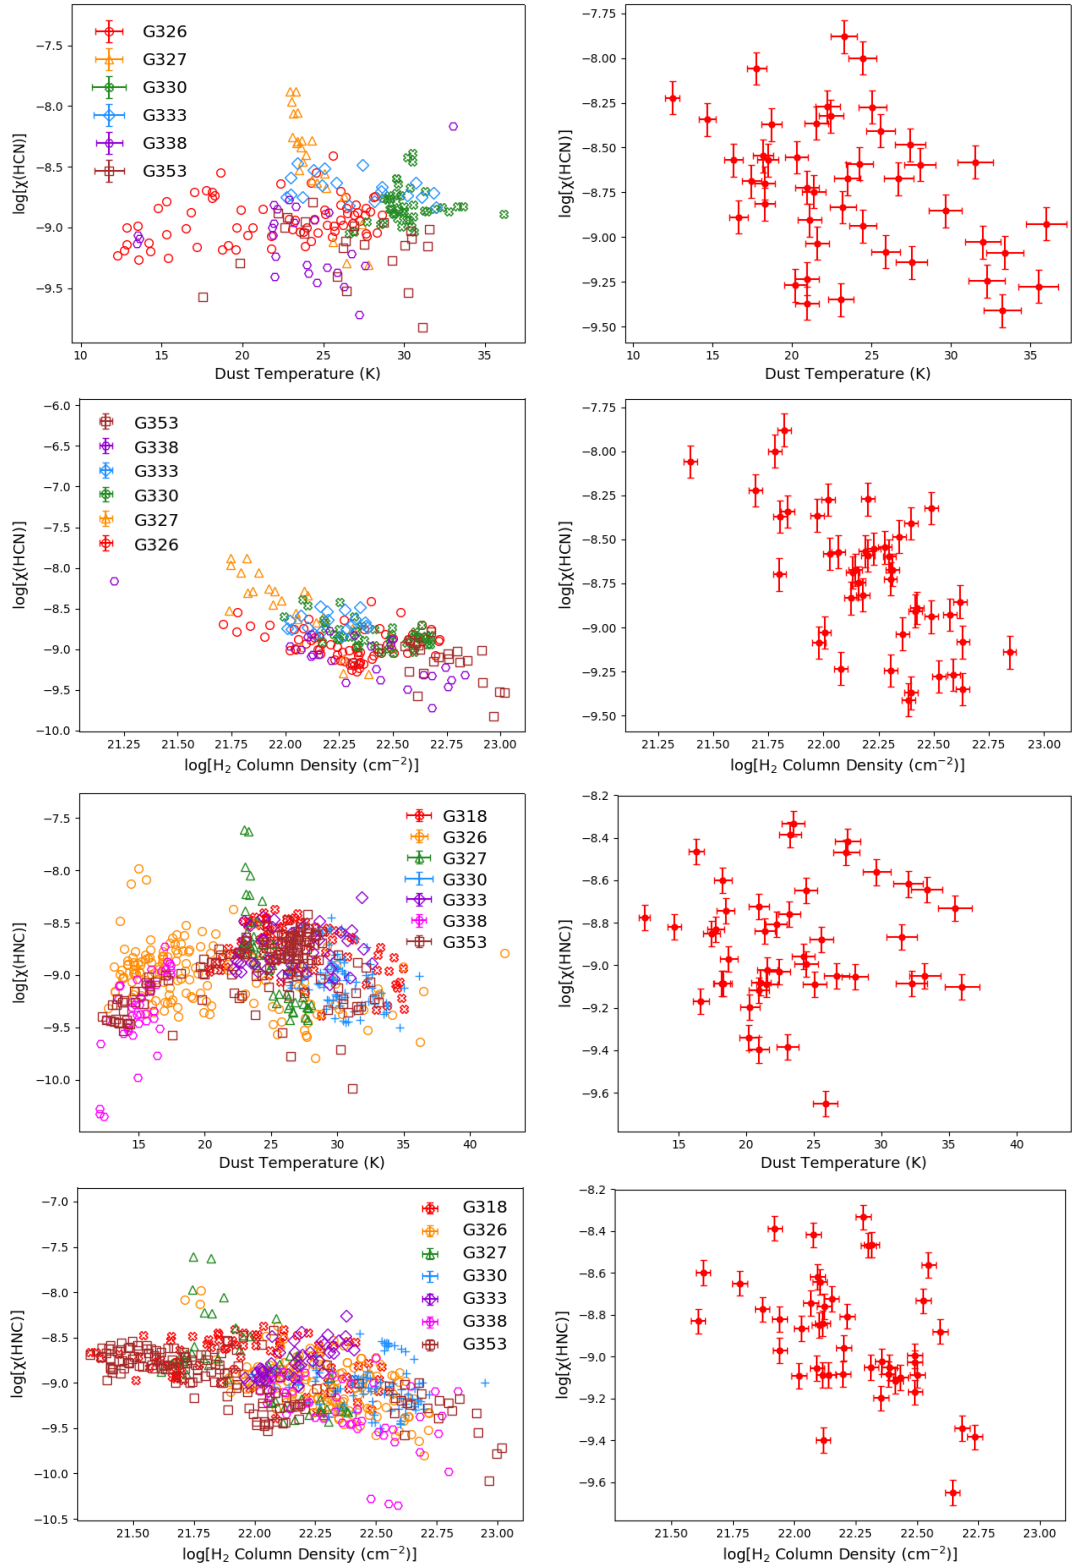 −7.5
−8.0
−8.5
−9.0
−9.5
log[χ(HCN)]
G326
G327
G330
G333
G338
G353
10 15 20 25 30 35
Dust Temperature (K)
−7.75
−8.00
−8.25
−8.50
−8.75
−9.00
−9.25
−9.50
log[χ(HCN)]
10 15 20 25 30 35
Dust Temperature (K)
−6.0
−6.5
−7.0
−7.5
−8.0
−8.5
−9.0
−9.5
−10.0
log[χ(HCN)]
G353
G338
G333
G330
G327
G326
21.25 21.50 21.75 22.00 22.25 22.50 22.75 23.00
log[H₂ Column Density (cm⁻²)]
−7.75
−8.00
−8.25
−8.50
−8.75
−9.00
−9.25
−9.50
log[χ(HCN)]
21.25 21.50 21.75 22.00 22.25 22.50 22.75 23.00
log[H₂ Column Density (cm⁻²)]
−7.5
−8.0
−8.5
−9.0
−9.5
−10.0
log[χ(HNC)]
G318
G326
G327
G330
G333
G338
G353
15 20 25 30 35 40
Dust Temperature (K)
−8.2
−8.4
−8.6
−8.8
−9.0
−9.2
−9.4
−9.6
log[χ(HNC)]
15 20 25 30 35 40
Dust Temperature (K)
−7.0
−7.5
−8.0
−8.5
−9.0
−9.5
−10.0
−10.5
log[χ(HNC)]
G318
G326
G327
G330
G333
G338
G353
21.50 21.75 22.00 22.25 22.50 22.75 23.00
log[H₂ Column Density (cm⁻²)]
−8.2
−8.4
−8.6
−8.8
−9.0
−9.2
−9.4
−9.6
log[χ(HNC)]
21.50 21.75 22.00 22.25 22.50 22.75 23.00
log[H₂ Column Density (cm⁻²)]